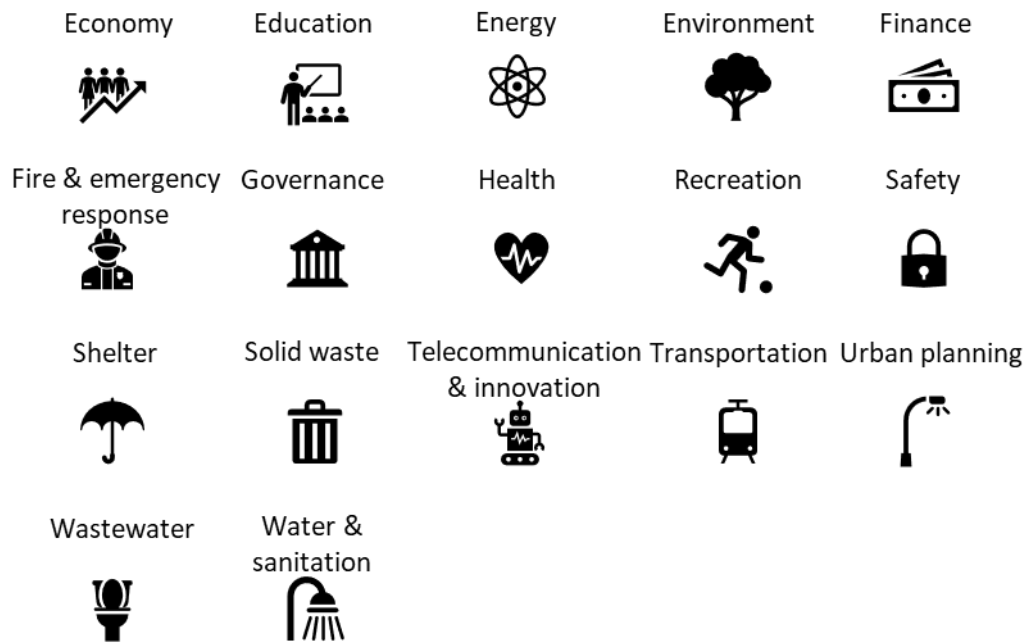 Economy
Education
Energy
Environment
Finance
Fire & emergency
response
Governance
Health
Recreation
Safety
Shelter
Solid waste
Telecommunication
& innovation
Transportation
Urban planning
Wastewater
Water &
sanitation